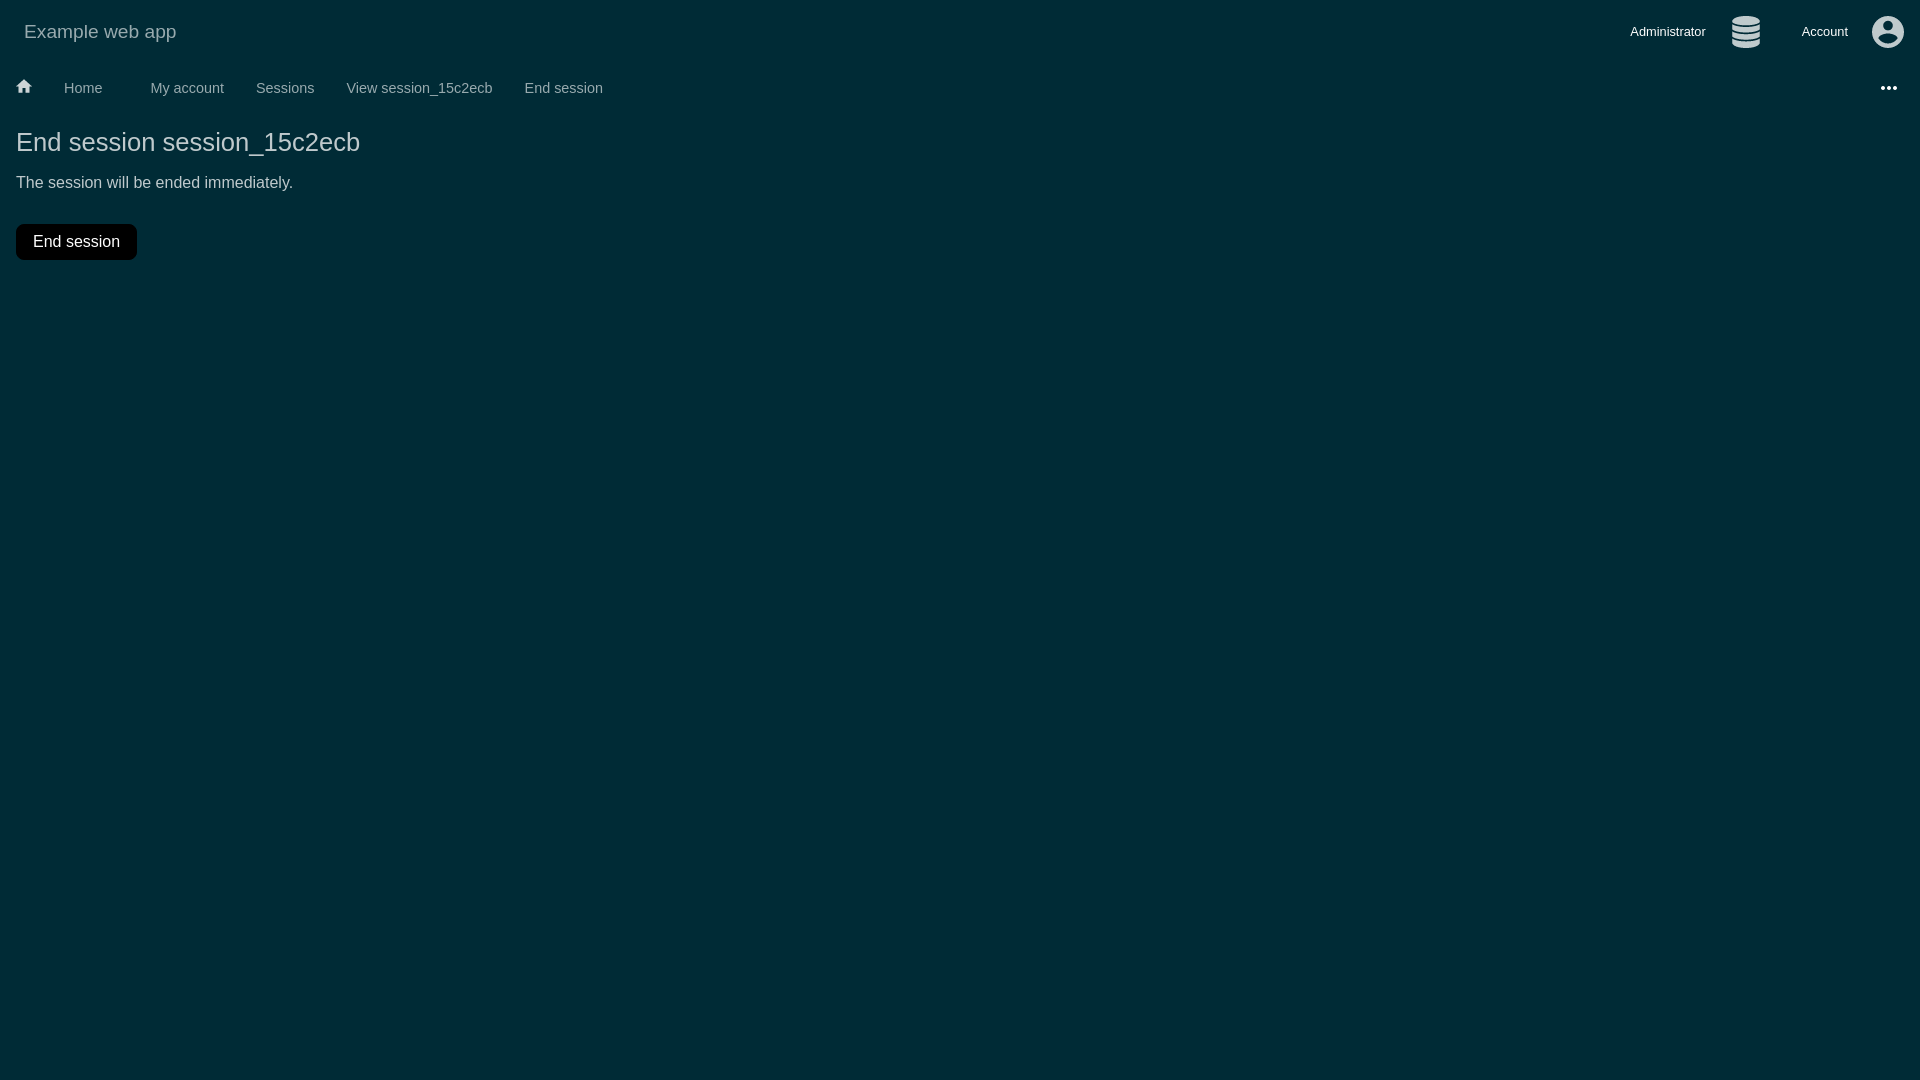 Example web app
Administrator
Account
Home
My account
Sessions
View session_15c2ecb
End session
End session session_15c2ecb
The session will be ended immediately.
End session